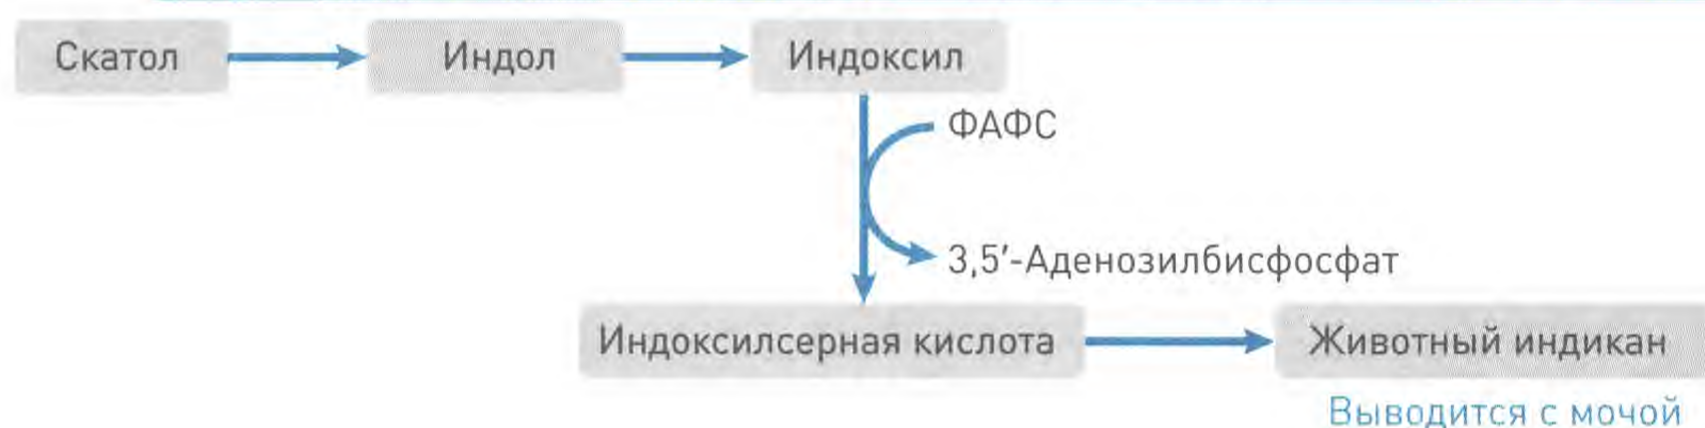 Скатол
Индол
Индоксил
ФАФС
3,5′-Аденозилбисфосфат
Индоксилсерная кислота
Животный индикан
Выводится с мочой